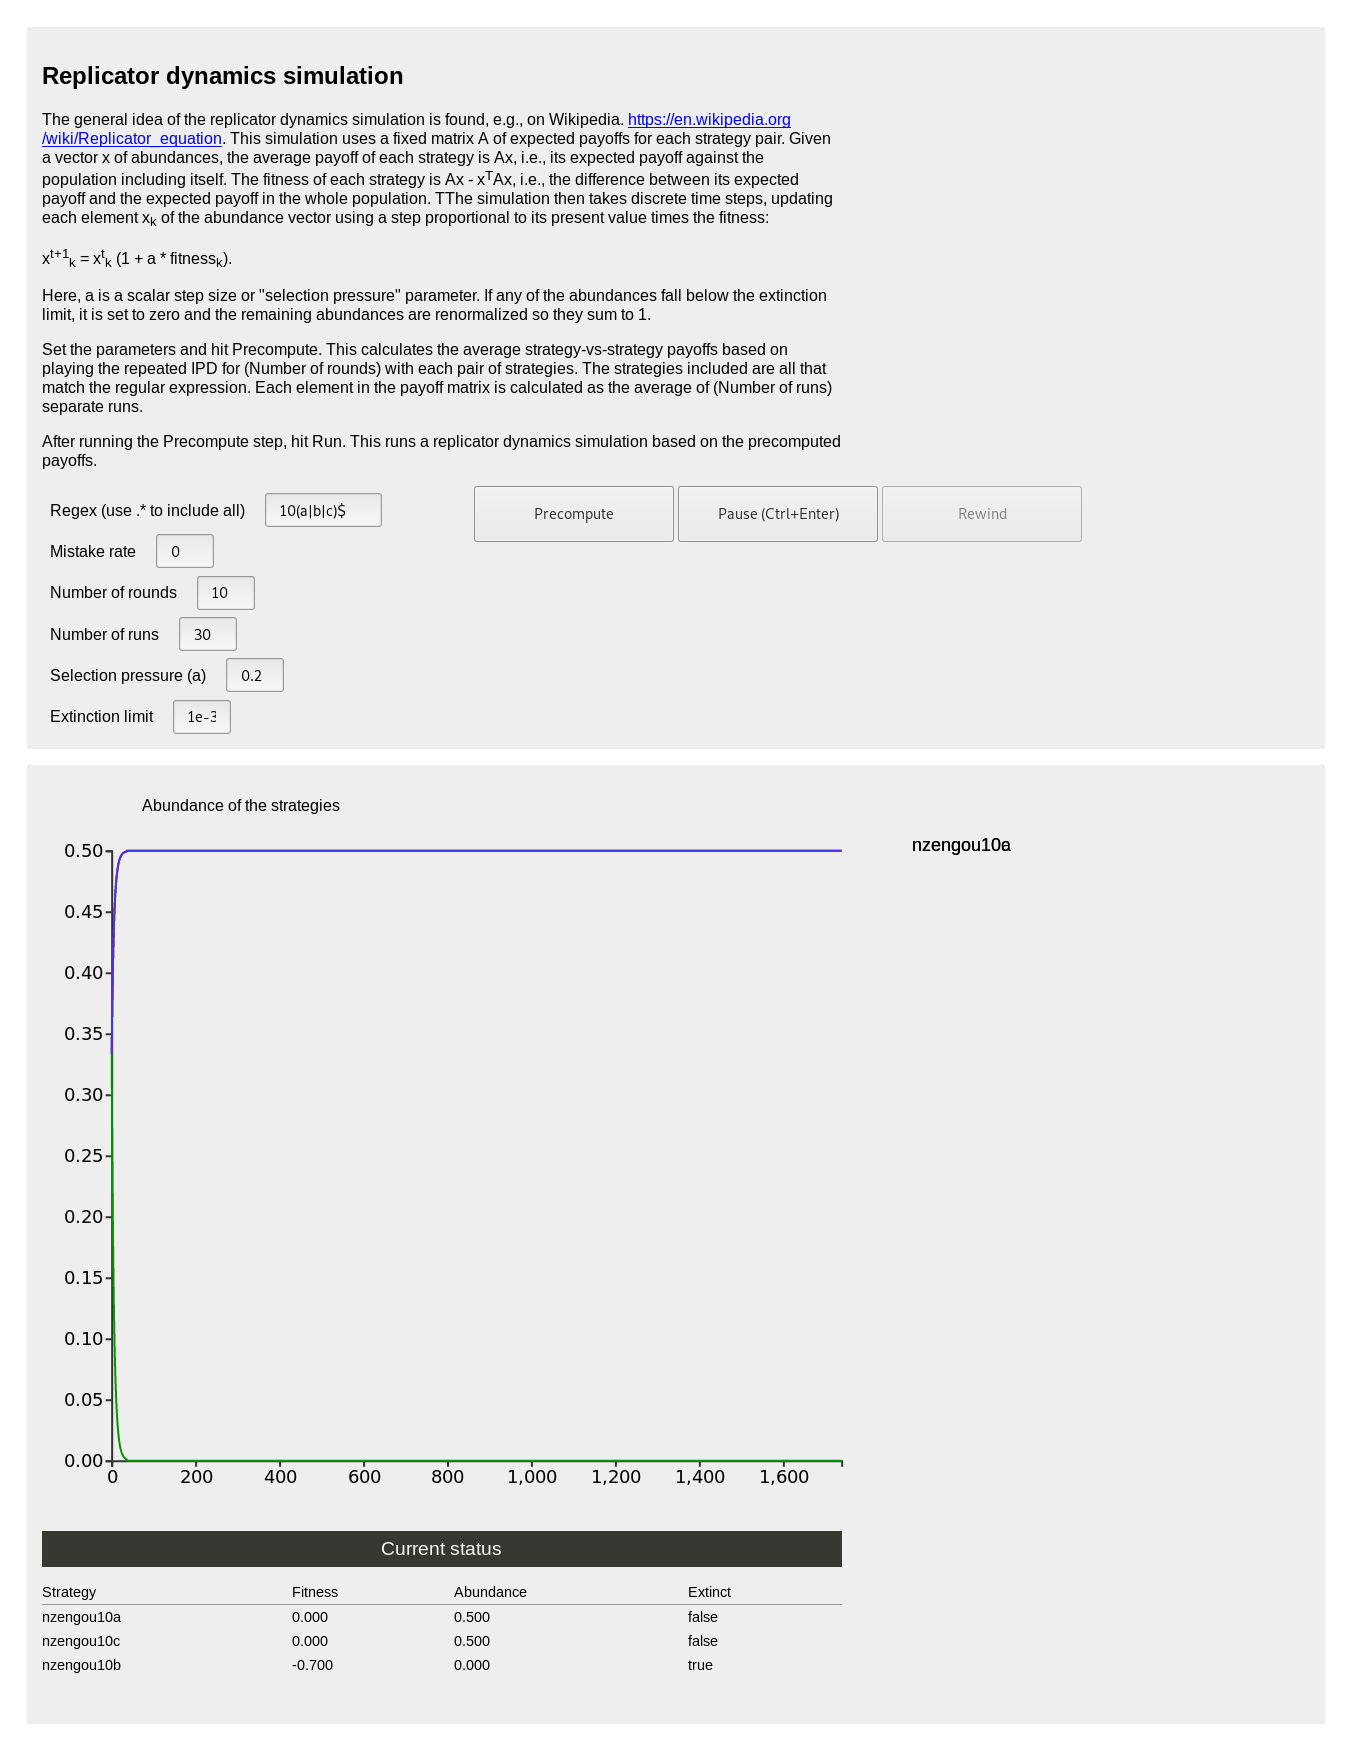 Replicator dynamics simulation
The general idea of the replicator dynamics simulation is found, e.g., on Wikipedia. https://en.wikipedia.org
/wiki/Replicator_equation. This simulation uses a fixed matrix A of expected payoffs for each strategy pair. Given
a vector x of abundances, the average payoff of each strategy is Ax, i.e., its expected payoff against the
population including itself. The fitness of each strategy is Ax - xTAx, i.e., the difference between its expected
payoff and the expected payoff in the whole population. TThe simulation then takes discrete time steps, updating
each element xk of the abundance vector using a step proportional to its present value times the fitness:
xt+1k = xtk (1 + a * fitnessk).
Here, a is a scalar step size or "selection pressure" parameter. If any of the abundances fall below the extinction
limit, it is set to zero and the remaining abundances are renormalized so they sum to 1.
Set the parameters and hit Precompute. This calculates the average strategy-vs-strategy payoffs based on
playing the repeated IPD for (Number of rounds) with each pair of strategies. The strategies included are all that
match the regular expression. Each element in the payoff matrix is calculated as the average of (Number of runs)
separate runs.
After running the Precompute step, hit Run. This runs a replicator dynamics simulation based on the precomputed
payoffs.
Regex (use .* to include all) 10(a|b|c)$ Precompute Pause (Ctrl+Enter) Rewind
Mistake rate 0
Number of rounds 10
Number of runs 30
Selection pressure (a) 0.2
Extinction limit 1e-3
Abundance of the strategies
0.50
0.45
0.40
0.35
0.30
0.25
0.20
0.15
0.10
0.05
0.00
0 200 400 600 800 1,000 1,200 1,400 1,600
Current status
Strategy Fitness Abundance Extinct
nzengou10a 0.000 0.500 false
nzengou10c 0.000 0.500 false
nzengou10b -0.700 0.000 true